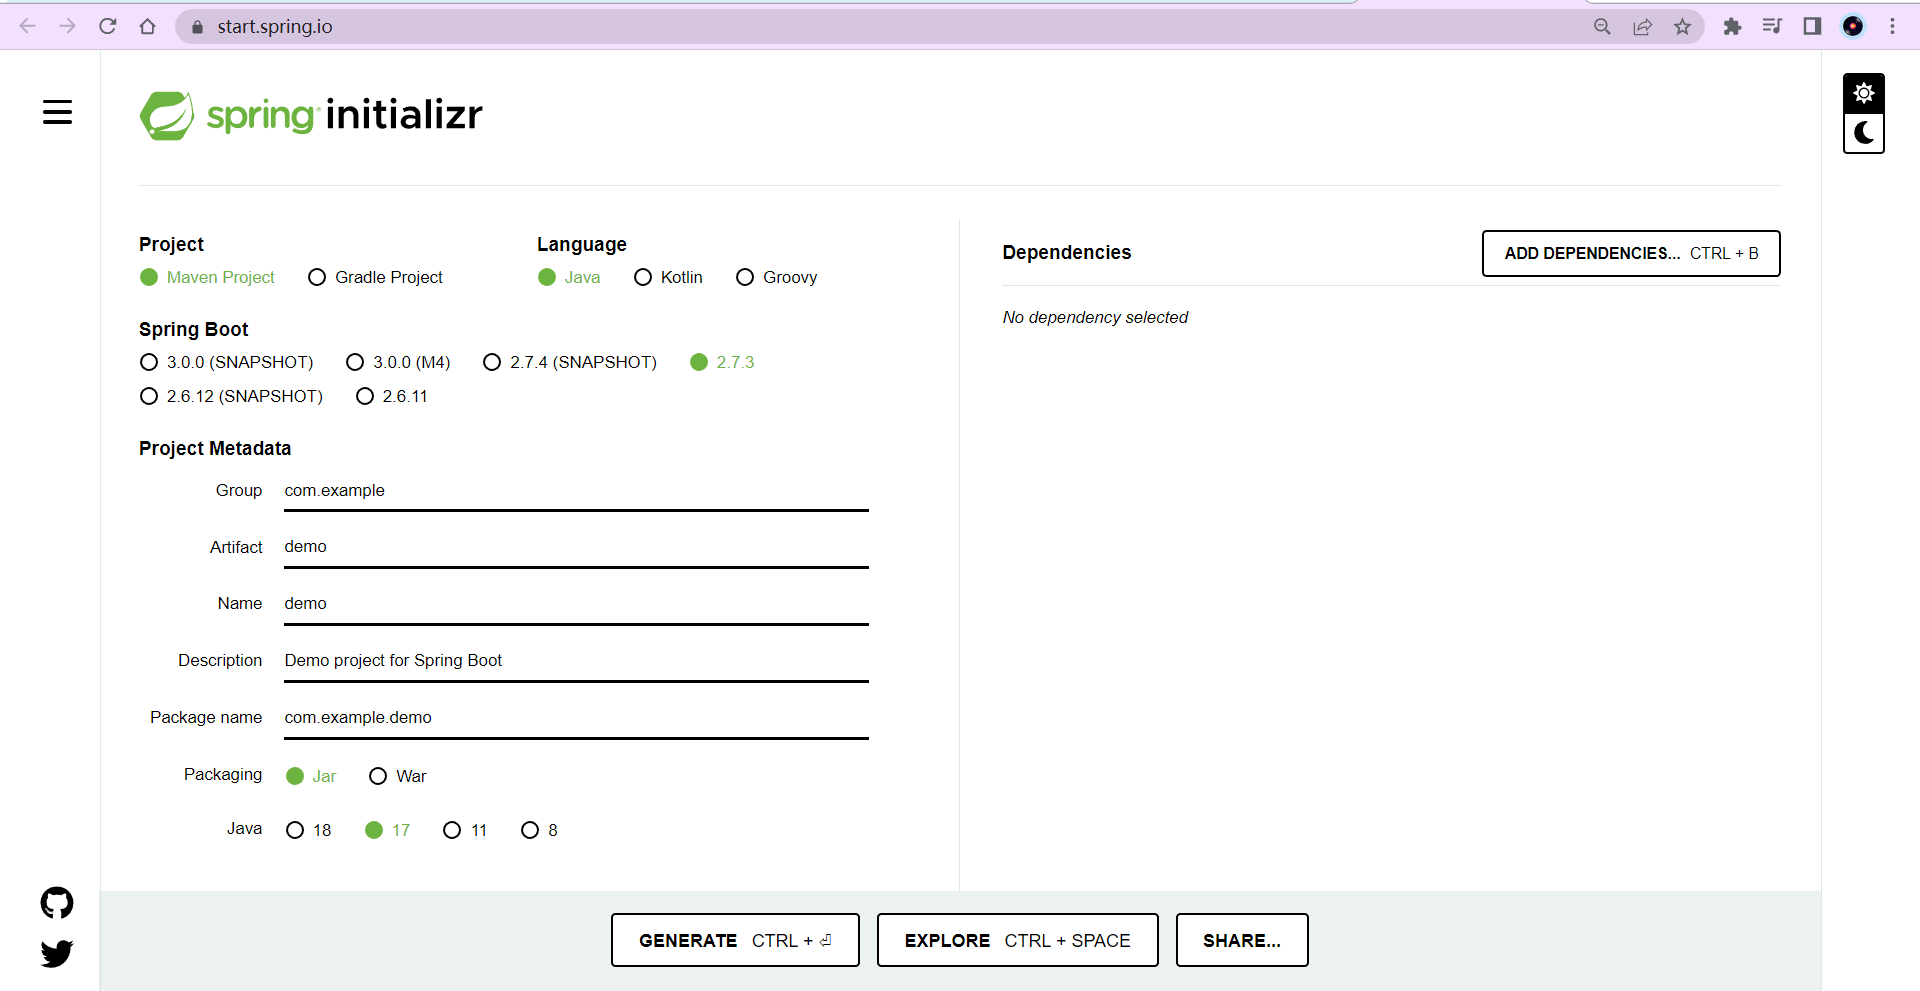 start.spring.io
spring initializr
Project
Maven Project Gradle Project
Language
Java Kotlin Groovy
Spring Boot
3.0.0 (SNAPSHOT) 3.0.0 (M4) 2.7.4 (SNAPSHOT) 2.7.3
2.6.12 (SNAPSHOT) 2.6.11
Project Metadata
Group com.example
Artifact demo
Name demo
Description Demo project for Spring Boot
Package name com.example.demo
Packaging Jar War
Java 18 17 11 8
Dependencies ADD DEPENDENCIES... CTRL + B
No dependency selected
GENERATE CTRL + ⏎ EXPLORE CTRL + SPACE SHARE...